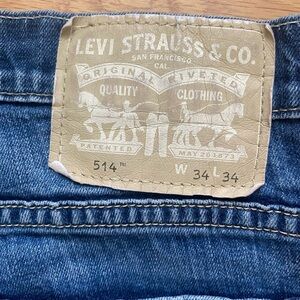 LEVI STRAUSS & CO.
SAN FRANCISCO
CAL
ORIGINAL RIVETED
QUALITY CLOTHING
PATENTED MAY 20 1873
514™ W 34 L 34